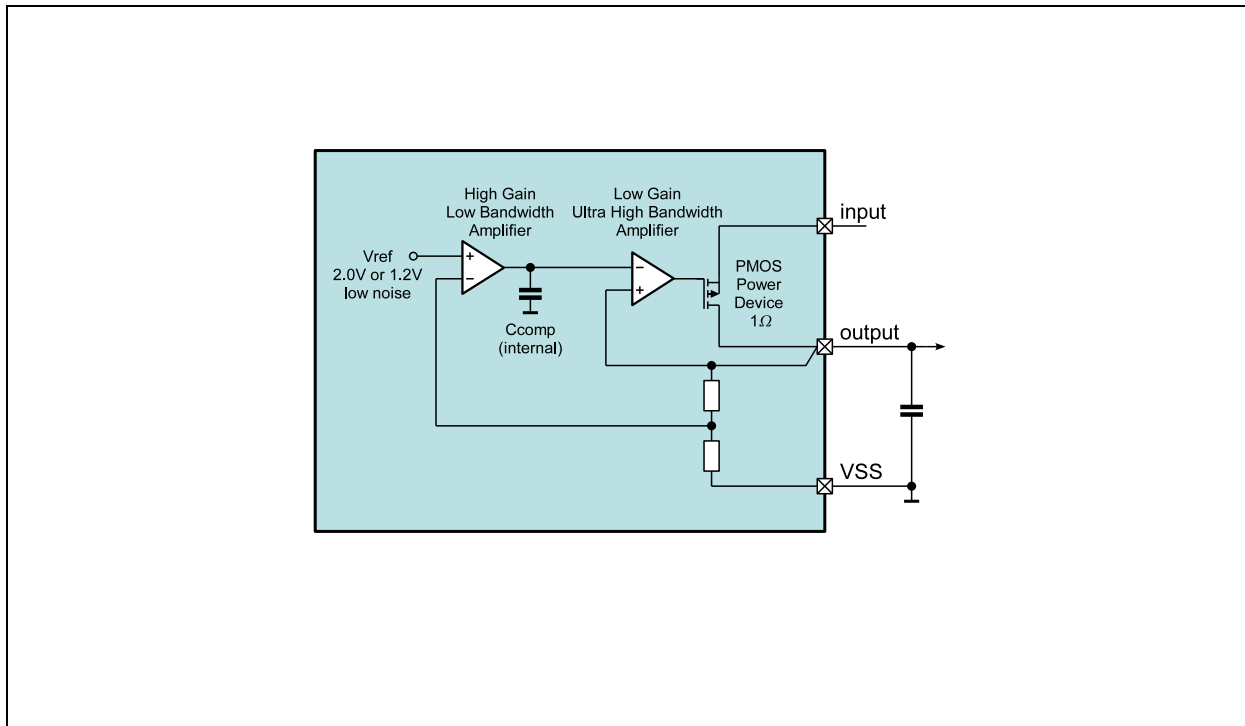 High Gain
Low Bandwidth
Amplifier
Low Gain
Ultra High Bandwidth
Amplifier
input
Vref
2.0V or 1.2V
low noise
+
−
−
+
PMOS
Power
Device
1Ω
Ccomp
(internal)
output
VSS